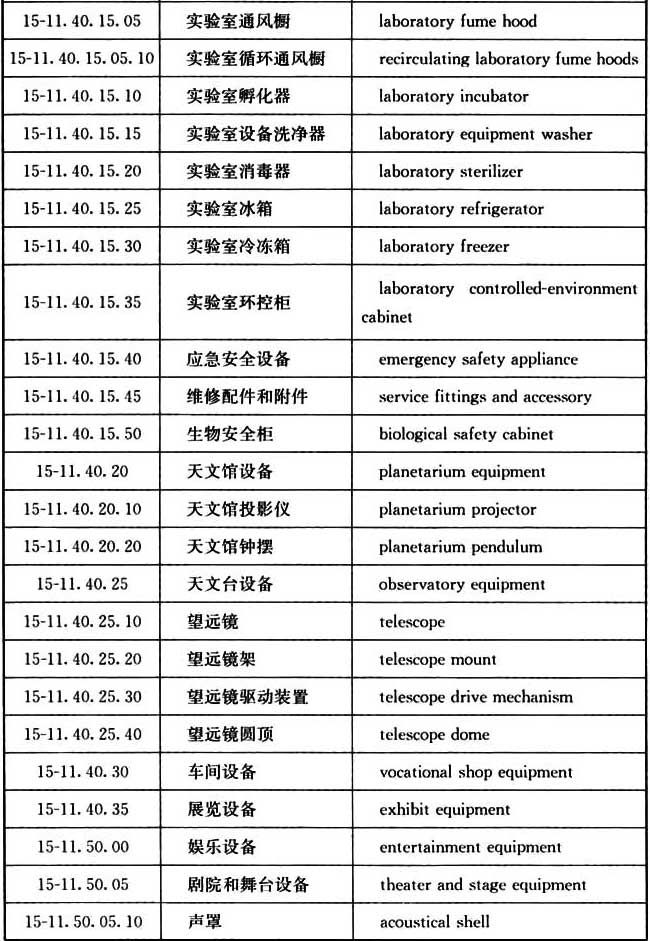 15-11.40.15.05 实验室通风橱 laboratory fume hood
15-11.40.15.05.10 实验室循环通风橱 recirculating laboratory fume hoods
15-11.40.15.10 实验室孵化器 laboratory incubator
15-11.40.15.15 实验室设备洗净器 laboratory equipment washer
15-11.40.15.20 实验室消毒器 laboratory sterilizer
15-11.40.15.25 实验室冰箱 laboratory refrigerator
15-11.40.15.30 实验室冷冻箱 laboratory freezer
15-11.40.15.35 实验室环控柜 laboratory controlled-environment
cabinet
15-11.40.15.40 应急安全设备 emergency safety appliance
15-11.40.15.45 维修配件和附件 service fittings and accessory
15-11.40.15.50 生物安全柜 biological safety cabinet
15-11.40.20 天文馆设备 planetarium equipment
15-11.40.20.10 天文馆投影仪 planetarium projector
15-11.40.20.20 天文馆钟摆 planetarium pendulum
15-11.40.25 天文台设备 observatory equipment
15-11.40.25.10 望远镜 telescope
15-11.40.25.20 望远镜架 telescope mount
15-11.40.25.30 望远镜驱动装置 telescope drive mechanism
15-11.40.25.40 望远镜圆顶 telescope dome
15-11.40.30 车间设备 vocational shop equipment
15-11.40.35 展览设备 exhibit equipment
15-11.50.00 娱乐设备 entertainment equipment
15-11.50.05 剧院和舞台设备 theater and stage equipment
15-11.50.05.10 声罩 acoustical shell